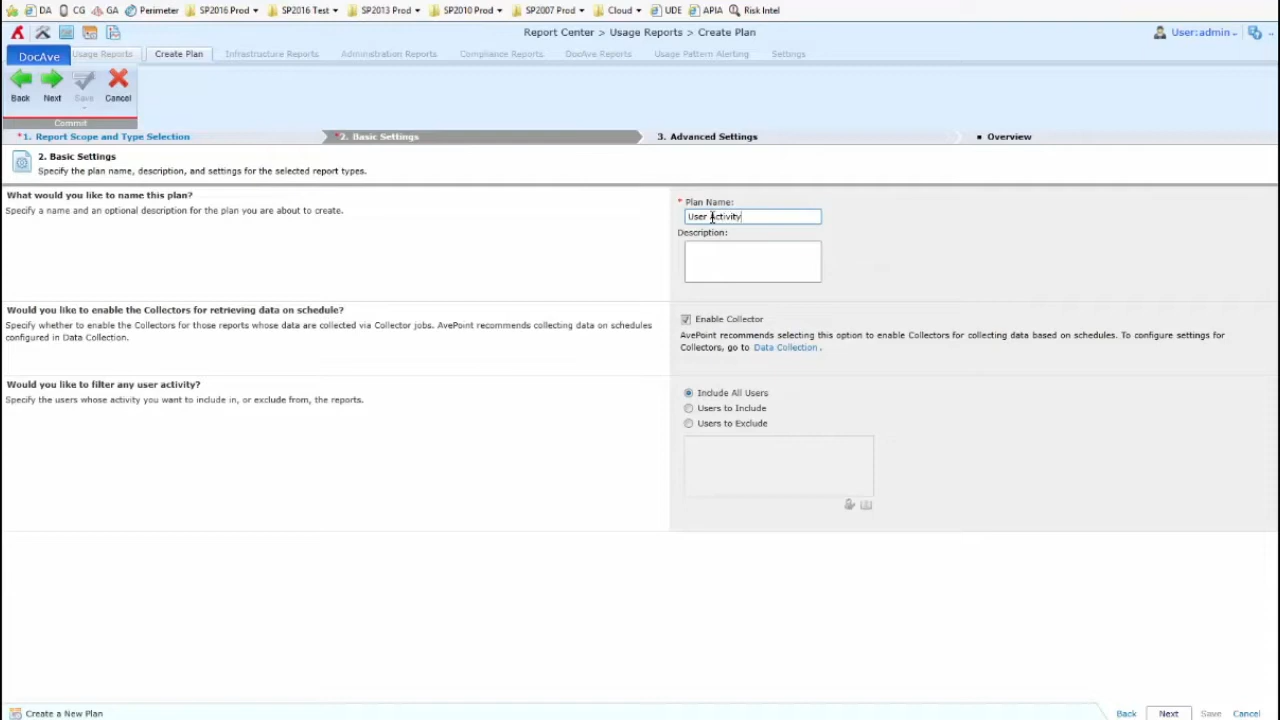 DA CG GA Perimeter SP2016 Prod SP2016 Test SP2013 Prod SP2010 Prod SP2007 Prod Cloud UDE APIA Risk Intel
Report Center > Usage Reports > Create Plan
User:admin
DocAve Usage Reports Create Plan Infrastructure Reports Administration Reports Compliance Reports DocAve Reports Usage Pattern Alerting Settings
Back Next Save Cancel
Commit
*1. Report Scope and Type Selection *2. Basic Settings 3. Advanced Settings Overview
2. Basic Settings
Specify the plan name, description, and settings for the selected report types.
What would you like to name this plan?
Specify a name and an optional description for the plan you are about to create.
* Plan Name:
User Activity
Description:
Would you like to enable the Collectors for retrieving data on schedule?
Specify whether to enable the Collectors for those reports whose data are collected via Collector jobs. AvePoint recommends collecting data on schedules
configured in Data Collection.
Enable Collector
AvePoint recommends selecting this option to enable Collectors for collecting data based on schedules. To configure settings for
Collectors, go to Data Collection .
Would you like to filter any user activity?
Specify the users whose activity you want to include in, or exclude from, the reports.
Include All Users
Users to Include
Users to Exclude
Create a New Plan
Back Next Save Cancel